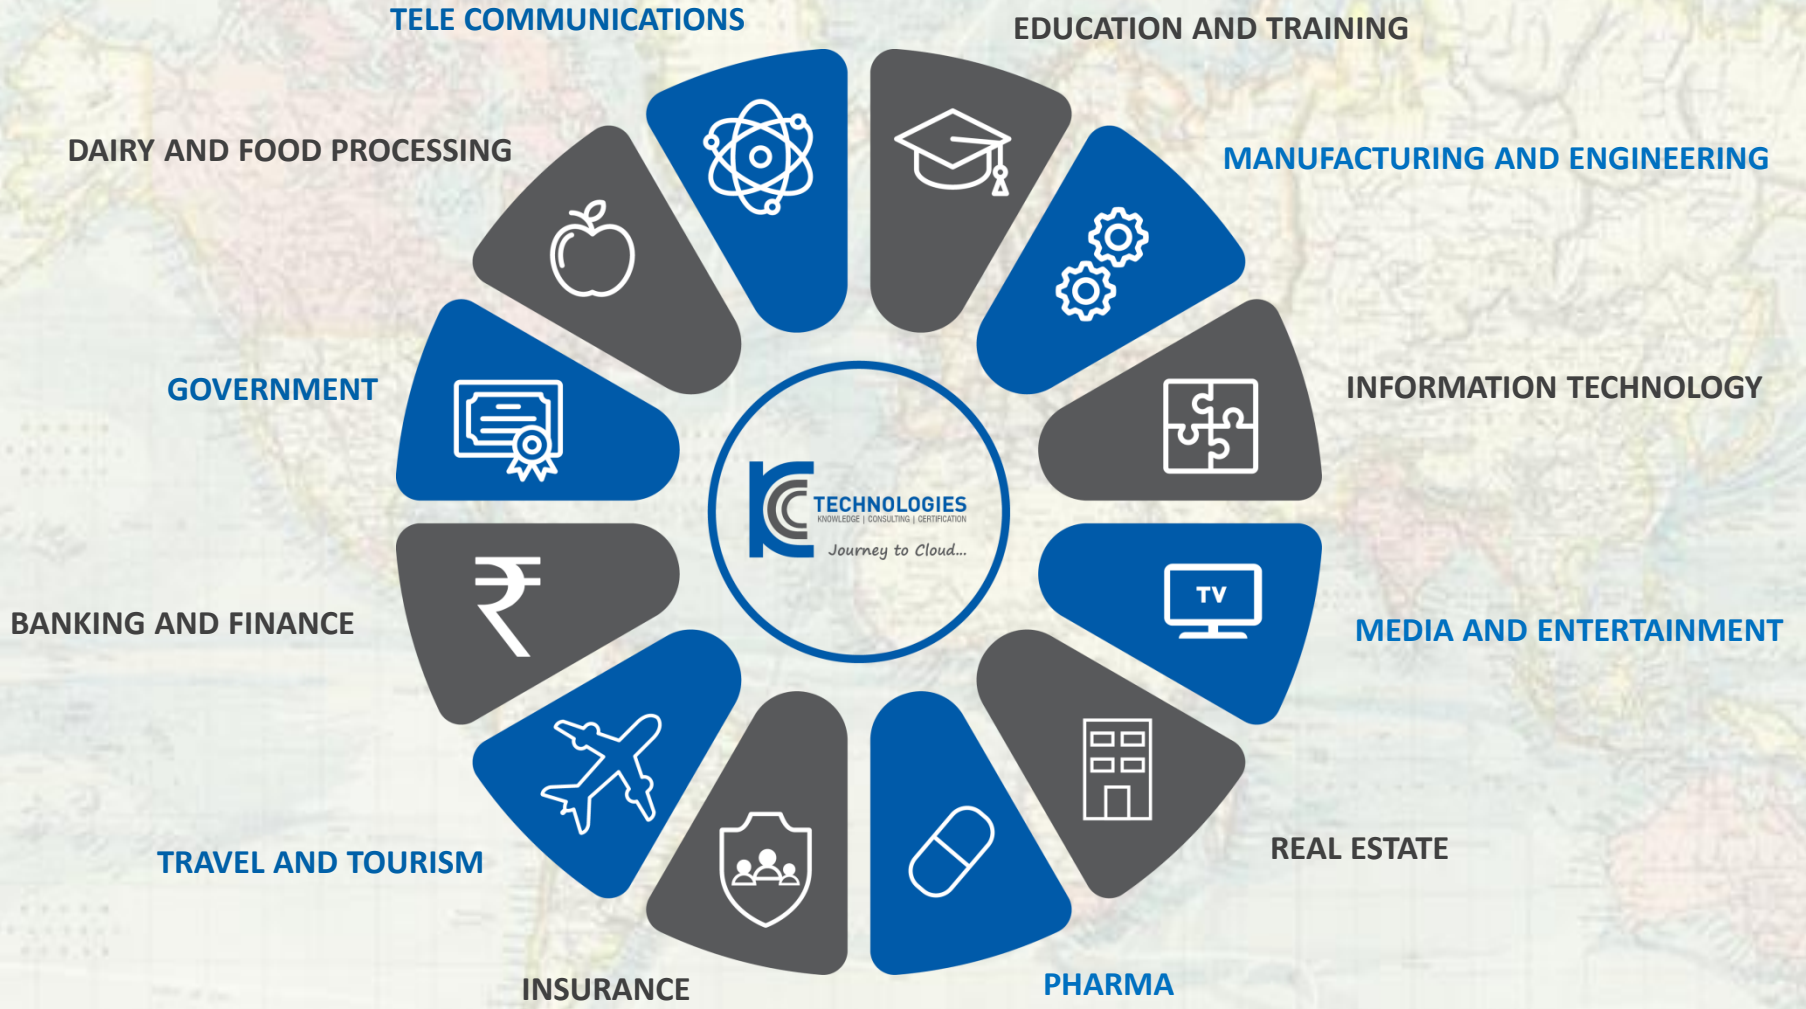 TELE COMMUNICATIONS
EDUCATION AND TRAINING
DAIRY AND FOOD PROCESSING
MANUFACTURING AND ENGINEERING
GOVERNMENT
INFORMATION TECHNOLOGY
KCC
TECHNOLOGIES
KNOWLEDGE | CONSULTING | CERTIFICATION
Journey to Cloud...
₹
TV
BANKING AND FINANCE
MEDIA AND ENTERTAINMENT
TRAVEL AND TOURISM
REAL ESTATE
INSURANCE
PHARMA